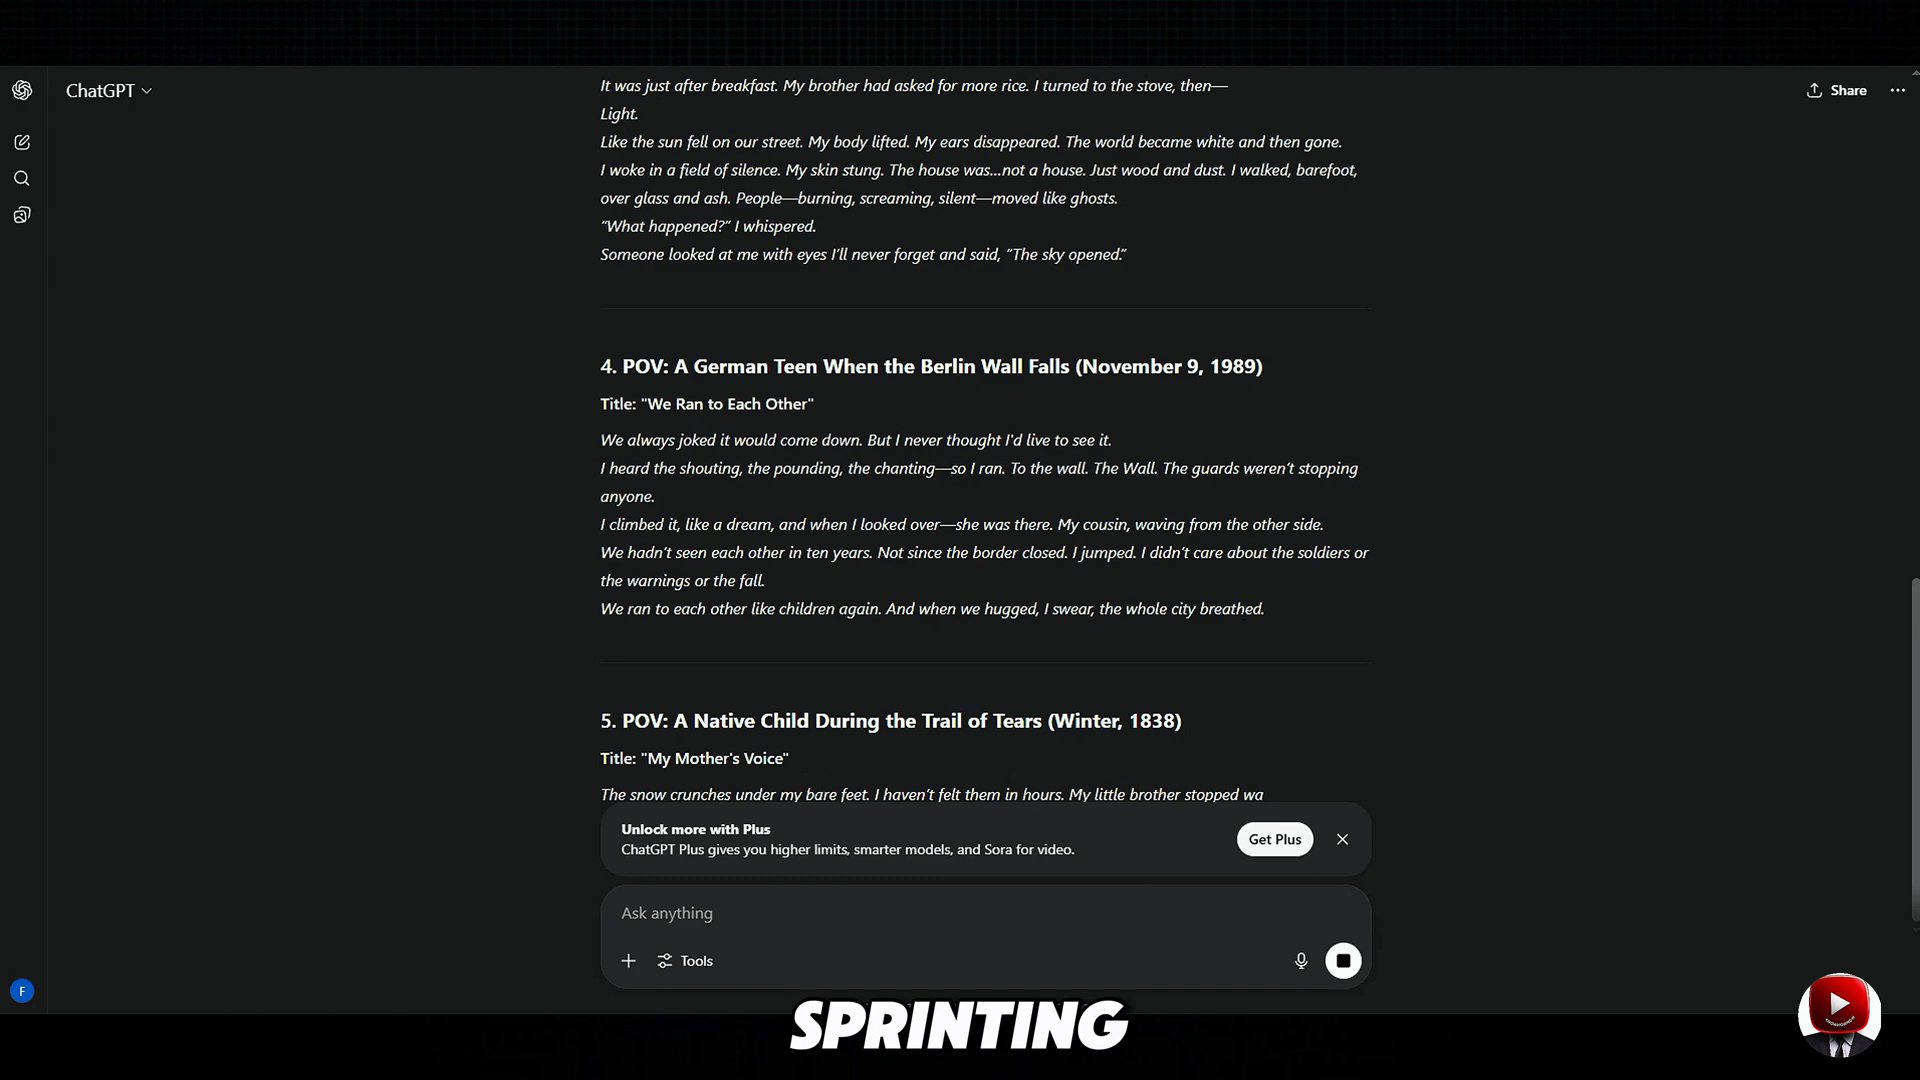 ChatGPT
Share
It was just after breakfast. My brother had asked for more rice. I turned to the stove, then—
Light.
Like the sun fell on our street. My body lifted. My ears disappeared. The world became white and then gone.
I woke in a field of silence. My skin stung. The house was...not a house. Just wood and dust. I walked, barefoot,
over glass and ash. People—burning, screaming, silent—moved like ghosts.
“What happened?” I whispered.
Someone looked at me with eyes I’ll never forget and said, “The sky opened.”
4. POV: A German Teen When the Berlin Wall Falls (November 9, 1989)
Title: "We Ran to Each Other"
We always joked it would come down. But I never thought I'd live to see it.
I heard the shouting, the pounding, the chanting—so I ran. To the wall. The Wall. The guards weren’t stopping
anyone.
I climbed it, like a dream, and when I looked over—she was there. My cousin, waving from the other side.
We hadn’t seen each other in ten years. Not since the border closed. I jumped. I didn’t care about the soldiers or
the warnings or the fall.
We ran to each other like children again. And when we hugged, I swear, the whole city breathed.
5. POV: A Native Child During the Trail of Tears (Winter, 1838)
Title: "My Mother's Voice"
The snow crunches under my bare feet. I haven’t felt them in hours. My little brother stopped wa
Unlock more with Plus
ChatGPT Plus gives you higher limits, smarter models, and Sora for video.
Get Plus
Ask anything
Tools
F
SPRINTING